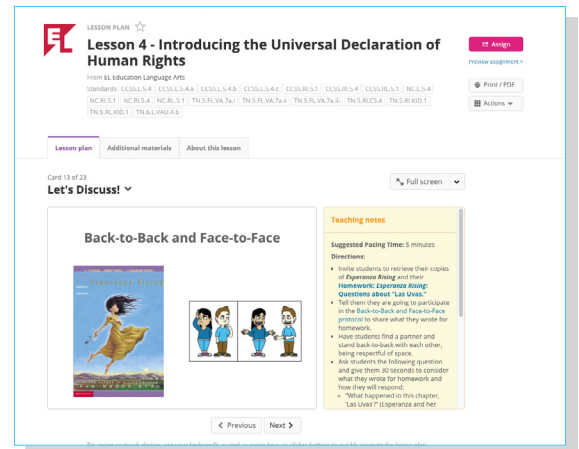 EL
LESSON PLAN
Lesson 4 - Introducing the Universal Declaration of
Human Rights
From EL Education Language Arts
Standards CCSS.L.5.4 CCSS.L.5.4.a CCSS.L.5.4.b CCSS.L.5.4.c CCSS.RI.5.1 CCSS.RI.5.4 CCSS.RL.5.1 NC.L.5.4
NC.RI.5.1 NC.RI.5.4 NC.RL.5.1 TN.5.FL.VA.7a.i TN.5.FL.VA.7a.ii TN.5.FL.VA.7a.iii TN.5.RI.CS.4 TN.5.RI.KID.1
TN.5.RL.KID.1 TN.6.L.VAU.4.b
Assign
Preview assignment >
Print / PDF
Actions
Lesson plan
Additional materials
About this lesson
Card 13 of 23
Let's Discuss!
Full screen
Back-to-Back and Face-to-Face
Esperanza Rising
PAM MUÑOZ RYAN
Teaching notes
Suggested Pacing Time: 5 minutes
Directions:
• Invite students to retrieve their copies
of Esperanza Rising and their
Homework: Esperanza Rising:
Questions about "Las Uvas."
• Tell them they are going to participate
in the Back-to-Back and Face-to-Face
protocol to share what they wrote for
homework.
• Have students find a partner and
stand back-to-back with each other,
being respectful of space.
• Ask students the following question
and give them 30 seconds to consider
what they wrote for homework and
how they will respond:
"What happened in this chapter,
'Las Uvas'?" (Esperanza and her
Previous
Next